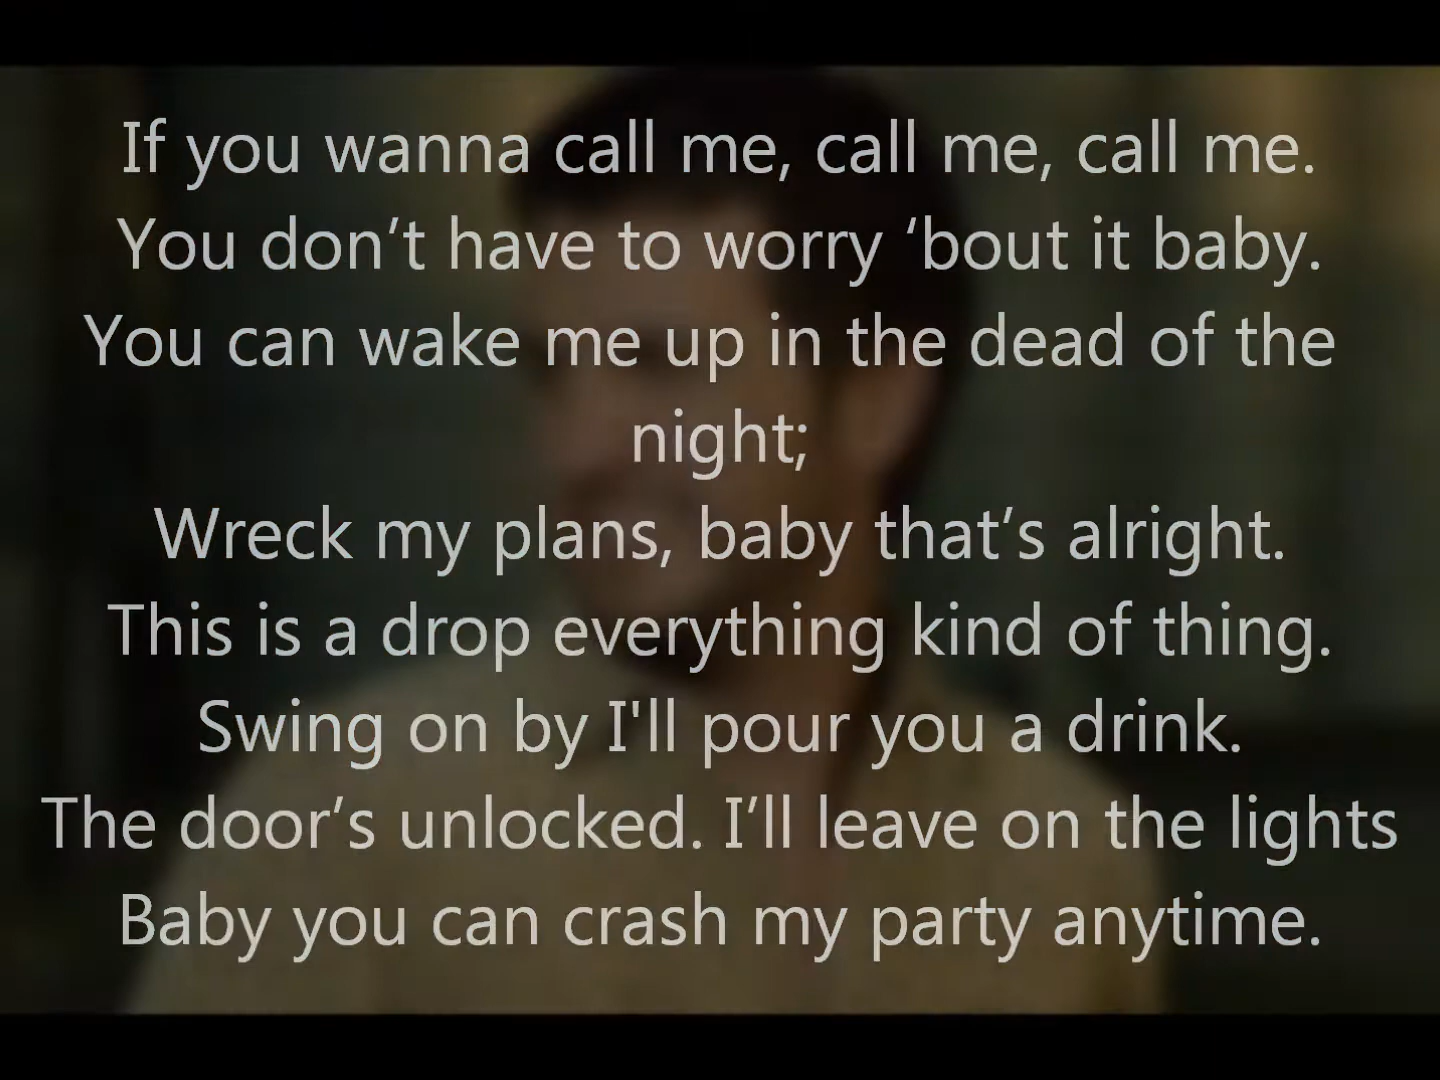 If you wanna call me, call me, call me.
You don’t have to worry ‘bout it baby.
You can wake me up in the dead of the
night;
Wreck my plans, baby that’s alright.
This is a drop everything kind of thing.
Swing on by I'll pour you a drink.
The door’s unlocked. I’ll leave on the lights
Baby you can crash my party anytime.